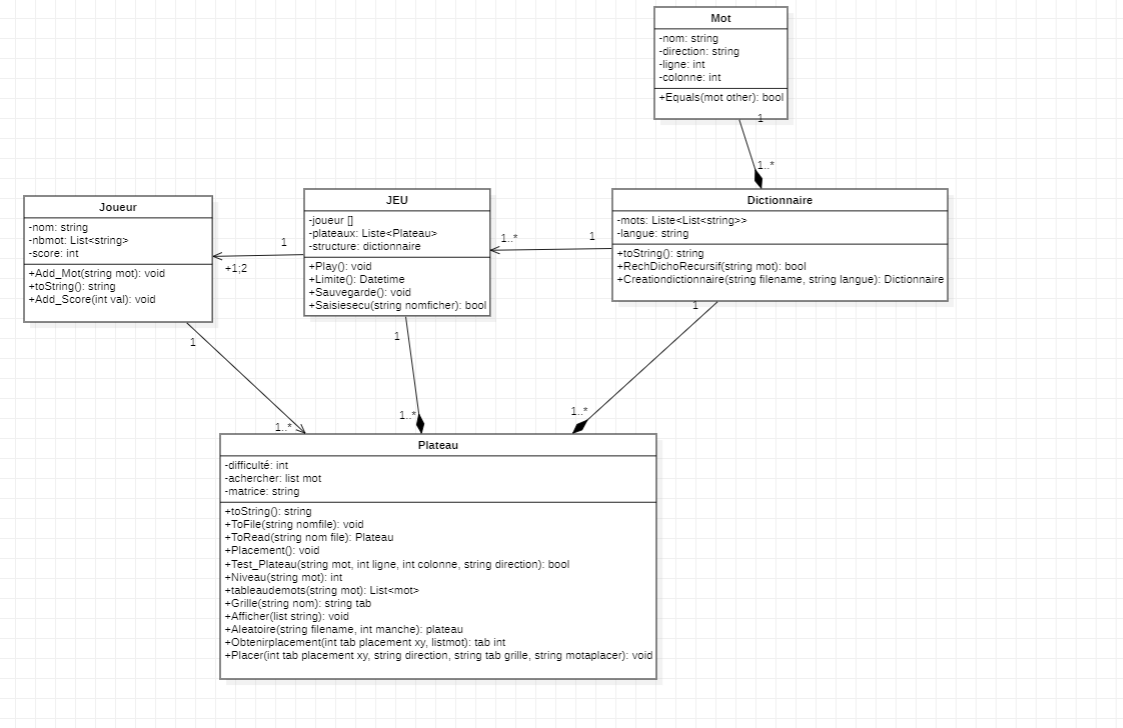 Mot
-nom: string
-direction: string
-ligne: int
-colonne: int
+Equals(mot other): bool
1
1..*
Joueur
-nom: string
-nbmot: List<string>
-score: int
+Add_Mot(string mot): void
+toString(): string
+Add_Score(int val): void
1
+1;2
JEU
-joueur []
-plateaux: Liste<Plateau>
-structure: dictionnaire
+Play(): void
+Limite(): Datetime
+Sauvegarde(): void
+Saisiesecu(string nomficher): bool
1..*
1
Dictionnaire
-mots: Liste<List<string>>
-langue: string
+toString(): string
+RechDichoRecursif(string mot): bool
+Creationdictionnaire(string filename, string langue): Dictionnaire
1
1
1
1..*
1..*
1..*
Plateau
-difficulté: int
-achercher: list mot
-matrice: string
+toString(): string
+ToFile(string nomfile): void
+ToRead(string nom file): Plateau
+Placement(): void
+Test_Plateau(string mot, int ligne, int colonne, string direction): bool
+Niveau(string mot): int
+tableaudemots(string mot): List<mot>
+Grille(string nom): string tab
+Afficher(list string): void
+Aleatoire(string filename, int manche): plateau
+Obtenirplacement(int tab placement xy, listmot): tab int
+Placer(int tab placement xy, string direction, string tab grille, string motaplacer): void